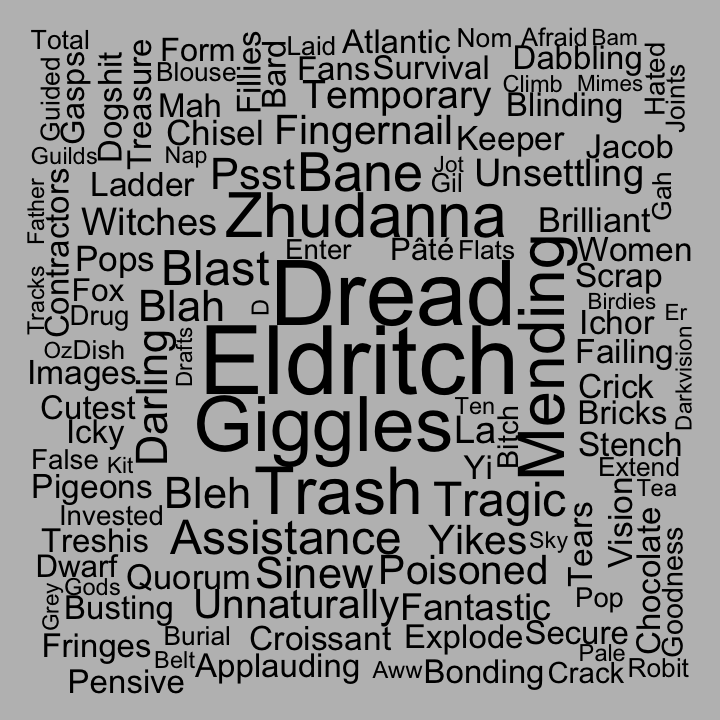 Total
Form
Laid
Atlantic
Nom
Afraid
Bam
Guided
Gasps
Dogshit
Treasure
Blouse
Fillies
Bard
Fans
Survival
Dabbling
Climb
Mimes
Hated
Joints
Mah
Temporary
Blinding
Chisel
Fingernail
Keeper
Jacob
Guilds
Nap
Psst
Bane
Jot
Gil
Unsettling
Gah
Ladder
Father
Contractors
Witches
Zhudanna
Brilliant
Pops
Blast
Enter
Pâté
Flats
Women
Mending
Scrap
Tracks
Fox
Drug
Blah
D
Dread
Birdies
Ichor
Er
Oz
Dish
Darling
Drafts
Eldritch
Failing
Darkvision
Images
Crick
Cutest
Icky
Giggles
Ten
La
Bitch
Bricks
Stench
False
Kit
Yi
Extend
Pigeons
Bleh
Trash
Tragic
Tea
Invested
Treshis
Assistance
Yikes
Sky
Tears
Vision
Chocolate
Goodness
Dwarf
Gods
Quorum
Sinew
Poisoned
Grey
Busting
Unnaturally
Fantastic
Pop
Fringes
Burial
Croissant
Explode
Secure
Pale
Belt
Applauding
Aww
Bonding
Crack
Robit
Pensive